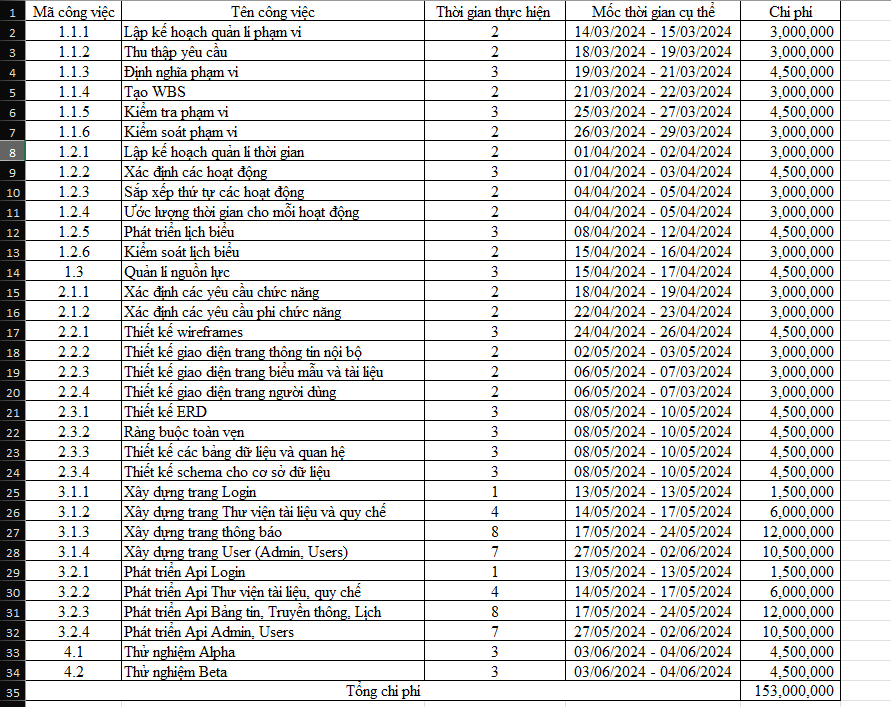 1 Mã công việc Tên công việc Thời gian thực hiện Mốc thời gian cụ thể Chi phí
2 1.1.1 Lập kế hoạch quản lí phạm vi 2 14/03/2024 - 15/03/2024 3,000,000
3 1.1.2 Thu thập yêu cầu 2 18/03/2024 - 19/03/2024 3,000,000
4 1.1.3 Định nghĩa phạm vi 3 19/03/2024 - 21/03/2024 4,500,000
5 1.1.4 Tạo WBS 2 21/03/2024 - 22/03/2024 3,000,000
6 1.1.5 Kiểm tra phạm vi 3 25/03/2024 - 27/03/2024 4,500,000
7 1.1.6 Kiểm soát phạm vi 2 26/03/2024 - 29/03/2024 3,000,000
8 1.2.1 Lập kế hoạch quản lí thời gian 2 01/04/2024 - 02/04/2024 3,000,000
9 1.2.2 Xác định các hoạt động 3 01/04/2024 - 03/04/2024 4,500,000
10 1.2.3 Sắp xếp thứ tự các hoạt động 2 04/04/2024 - 05/04/2024 3,000,000
11 1.2.4 Ước lượng thời gian cho mỗi hoạt động 2 04/04/2024 - 05/04/2024 3,000,000
12 1.2.5 Phát triển lịch biểu 3 08/04/2024 - 12/04/2024 4,500,000
13 1.2.6 Kiểm soát lịch biểu 2 15/04/2024 - 16/04/2024 3,000,000
14 1.3 Quản lí nguồn lực 3 15/04/2024 - 17/04/2024 4,500,000
15 2.1.1 Xác định các yêu cầu chức năng 2 18/04/2024 - 19/04/2024 3,000,000
16 2.1.2 Xác định các yêu cầu phi chức năng 2 22/04/2024 - 23/04/2024 3,000,000
17 2.2.1 Thiết kế wireframes 3 24/04/2024 - 26/04/2024 4,500,000
18 2.2.2 Thiết kế giao diện trang thông tin nội bộ 2 02/05/2024 - 03/05/2024 3,000,000
19 2.2.3 Thiết kế giao diện trang biểu mẫu và tài liệu 2 06/05/2024 - 07/03/2024 3,000,000
20 2.2.4 Thiết kế giao diện trang người dùng 2 06/05/2024 - 07/03/2024 3,000,000
21 2.3.1 Thiết kế ERD 3 08/05/2024 - 10/05/2024 4,500,000
22 2.3.2 Ràng buộc toàn vẹn 3 08/05/2024 - 10/05/2024 4,500,000
23 2.3.3 Thiết kế các bảng dữ liệu và quan hệ 3 08/05/2024 - 10/05/2024 4,500,000
24 2.3.4 Thiết kế schema cho cơ sở dữ liệu 3 08/05/2024 - 10/05/2024 4,500,000
25 3.1.1 Xây dựng trang Login 1 13/05/2024 - 13/05/2024 1,500,000
26 3.1.2 Xây dựng trang Thư viện tài liệu và quy chế 4 14/05/2024 - 17/05/2024 6,000,000
27 3.1.3 Xây dựng trang thông báo 8 17/05/2024 - 24/05/2024 12,000,000
28 3.1.4 Xây dựng trang User (Admin, Users) 7 27/05/2024 - 02/06/2024 10,500,000
29 3.2.1 Phát triển Api Login 1 13/05/2024 - 13/05/2024 1,500,000
30 3.2.2 Phát triển Api Thư viện tài liệu, quy chế 4 14/05/2024 - 17/05/2024 6,000,000
31 3.2.3 Phát triển Api Bảng tin, Truyền thông, Lịch 8 17/05/2024 - 24/05/2024 12,000,000
32 3.2.4 Phát triển Api Admin, Users 7 27/05/2024 - 02/06/2024 10,500,000
33 4.1 Thử nghiệm Alpha 3 03/06/2024 - 04/06/2024 4,500,000
34 4.2 Thử nghiệm Beta 3 03/06/2024 - 04/06/2024 4,500,000
35 Tổng chi phí 153,000,000